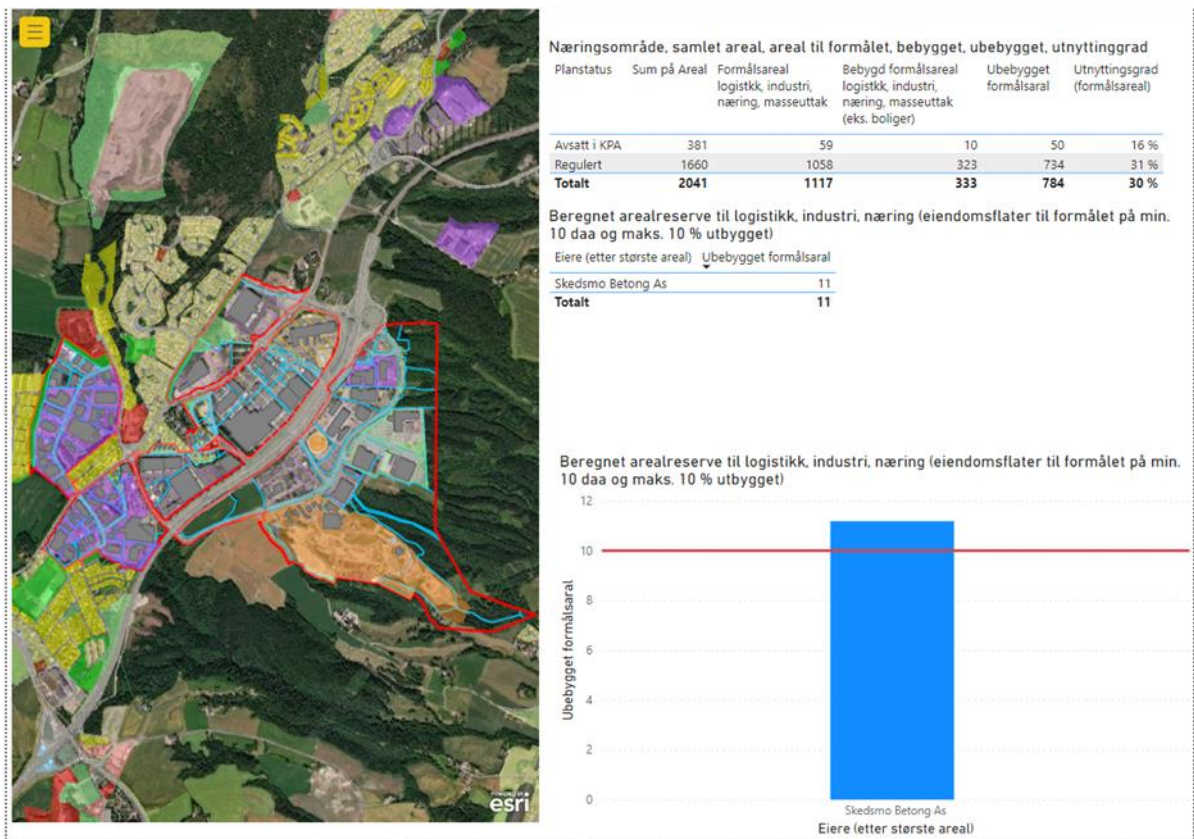 Næringsområde, samlet areal, areal til formålet, bebygget, ubebygget, utnyttinggrad
Planstatus Sum på Areal Formålsareal logistkk, industri, næring, masseuttak Bebygd formålsareal logistkk, industri, næring, masseuttak (eks. boliger) Ubebygget formålsaral Utnyttingsgrad (formålsareal)
Avsatt i KPA 381 59 10 50 16 %
Regulert 1660 1058 323 734 31 %
Totalt 2041 1117 333 784 30 %
Beregnet arealreserve til logistikk, industri, næring (eiendomsflater til formålet på min.
10 daa og maks. 10 % utbygget)
Eiere (etter største areal) Ubebygget formålsaral
Skedsmo Betong As 11
Totalt 11
Beregnet arealreserve til logistikk, industri, næring (eiendomsflater til formålet på min.
10 daa og maks. 10 % utbygget)
Ubebygget formålsaral
12
10
8
6
4
2
0
Skedsmo Betong As
Eiere (etter største areal)
POWERED BY
esri